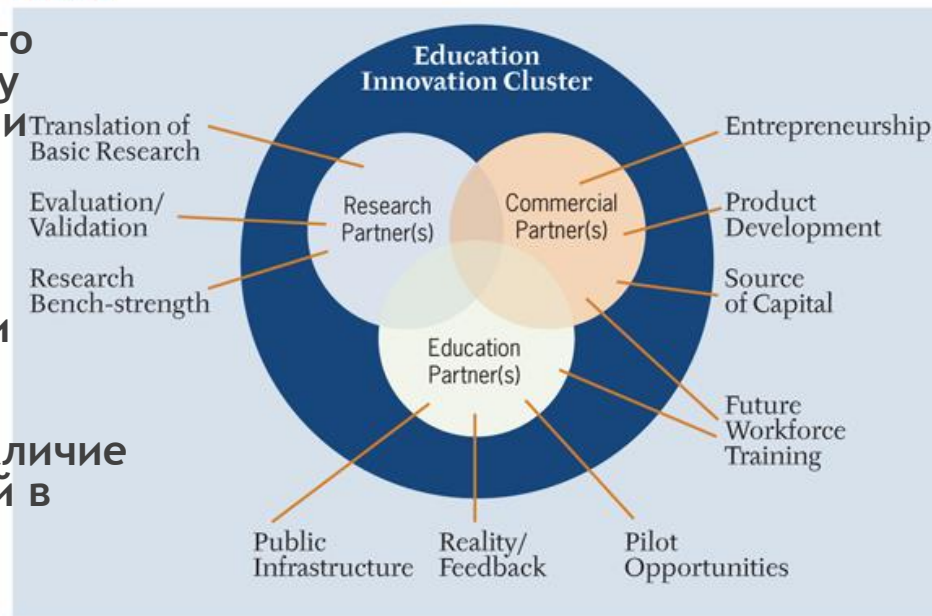 Education
Innovation Cluster
Translation of
Basic Research
Evaluation/
Validation
Research
Bench-strength
Research
Partner(s)
Commercial
Partner(s)
Education
Partner(s)
Entrepreneurship
Product
Development
Source
of Capital
Future
Workforce
Training
Public
Infrastructure
Reality/
Feedback
Pilot
Opportunities
й в